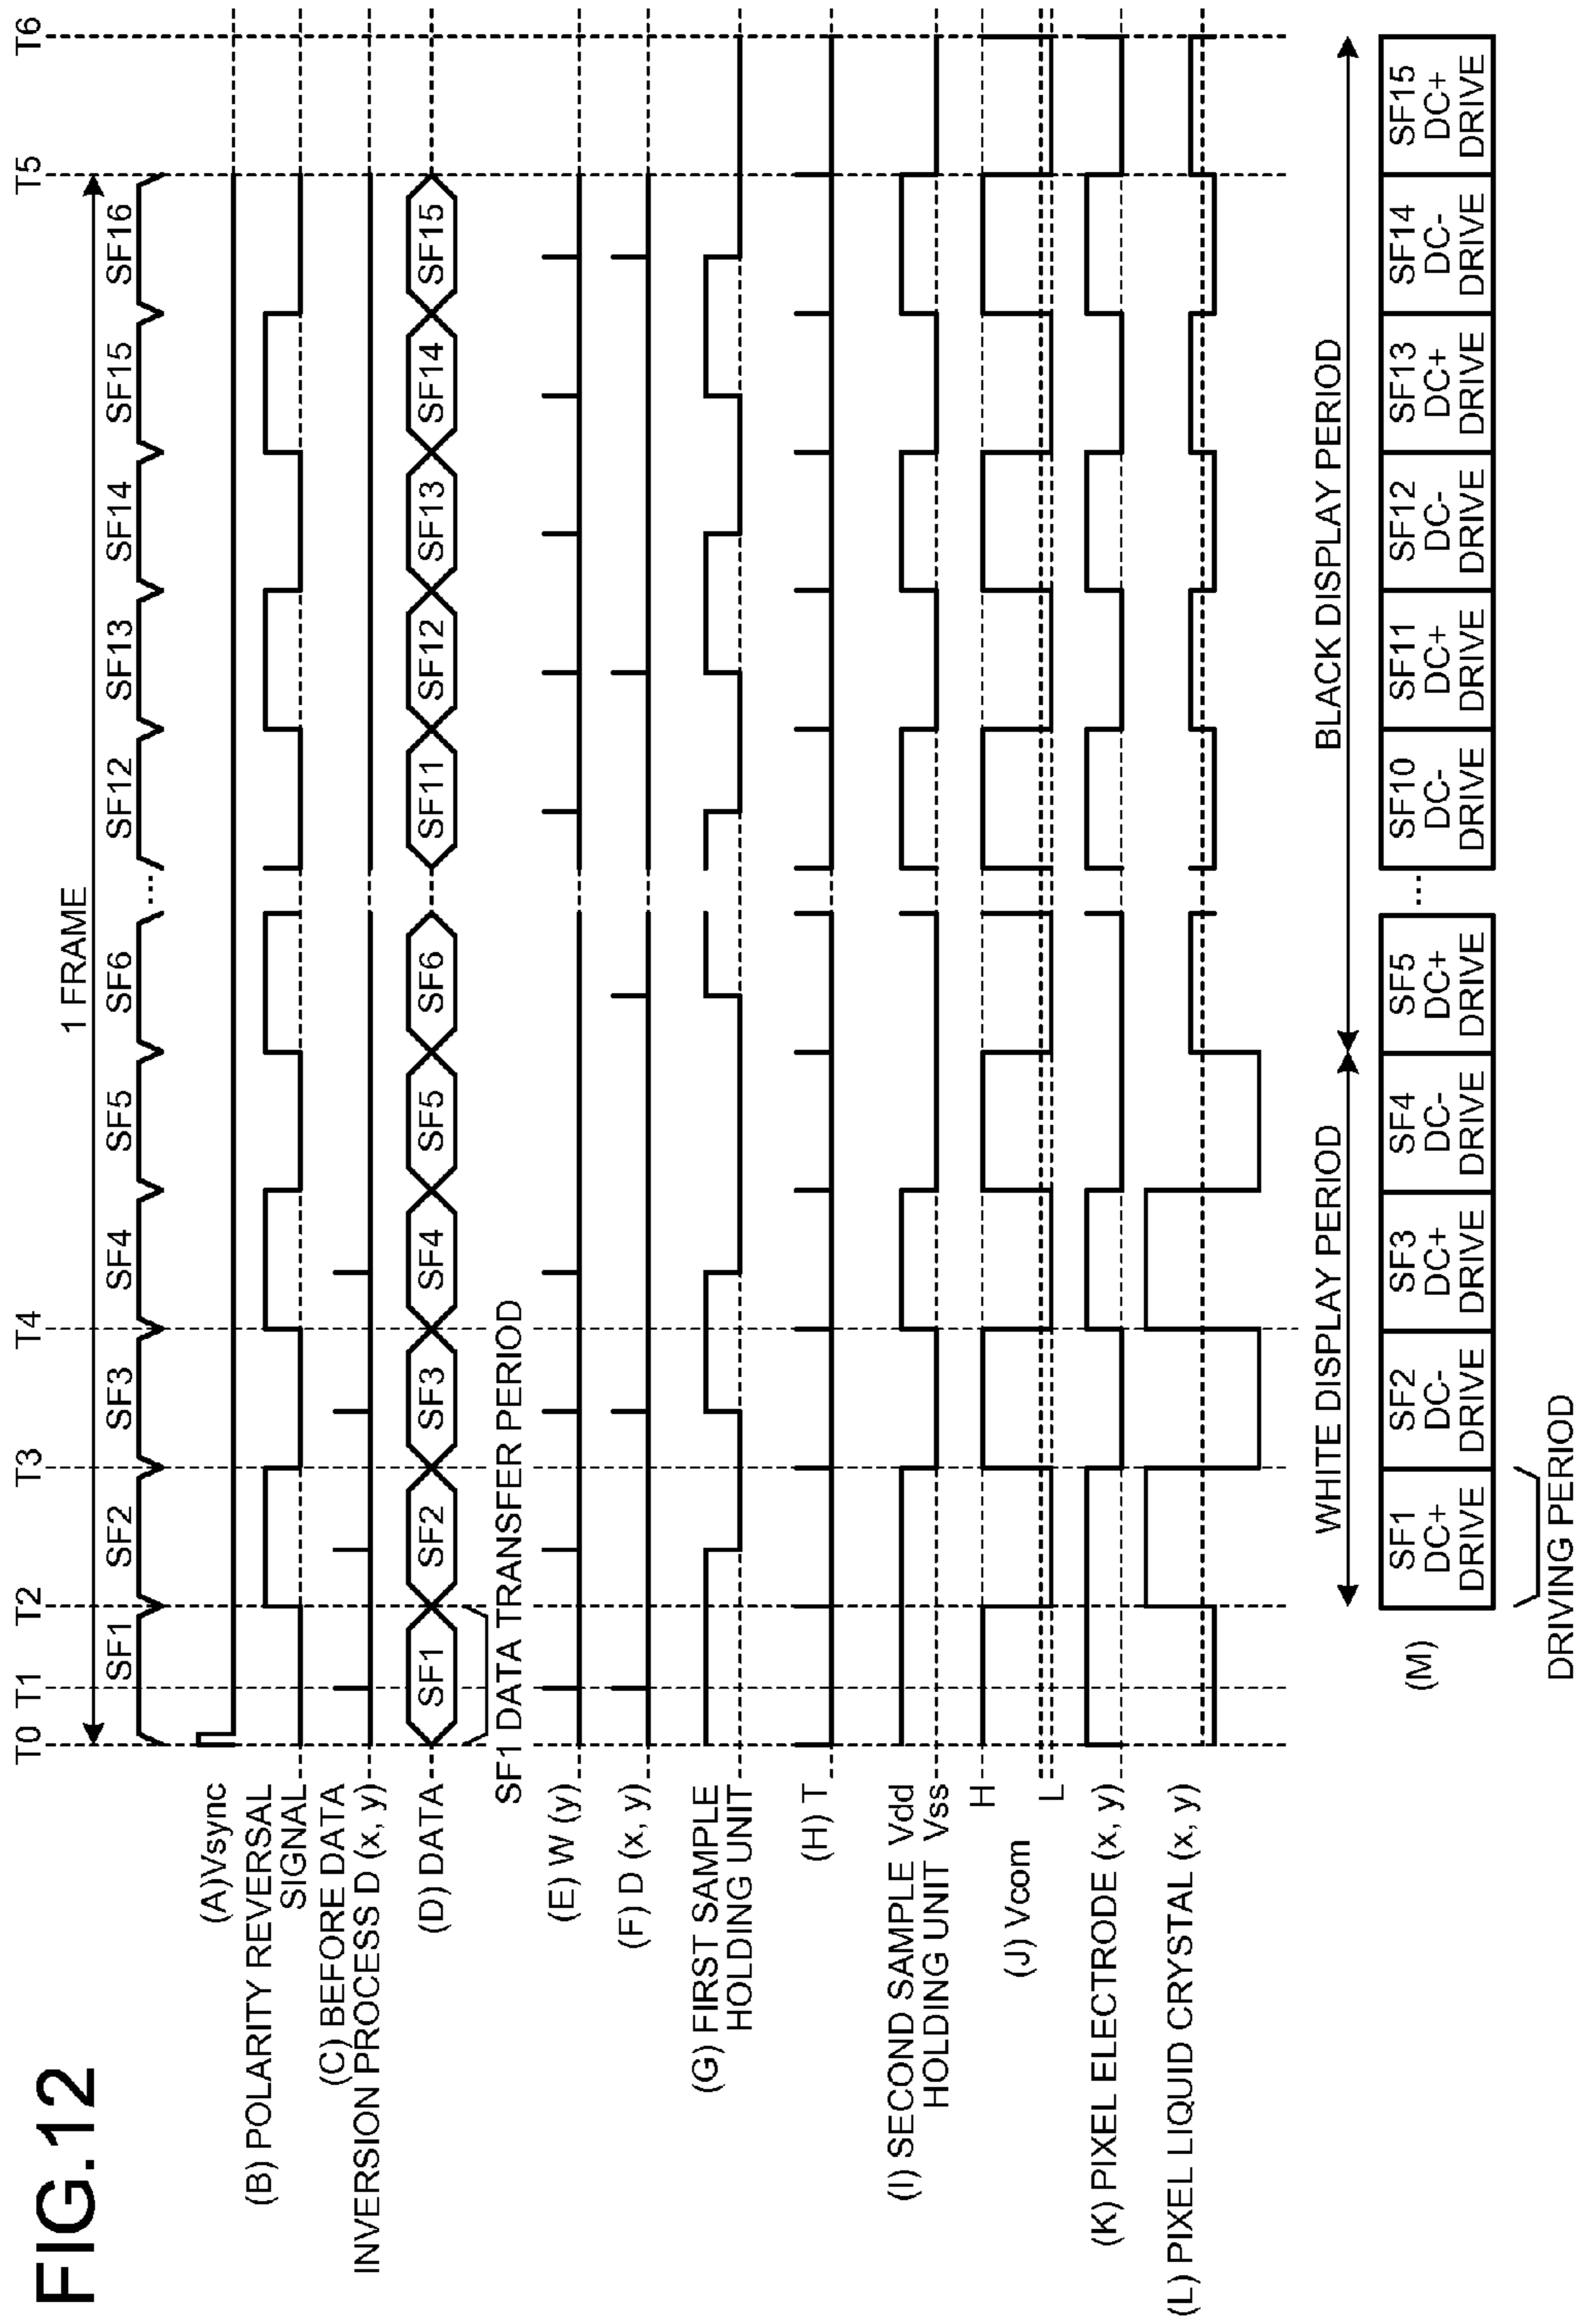 FIG.12
T0 T1 T2 T3 T4 T5 T6
1 FRAME
SF1 SF2 SF3 SF4 SF5 SF6 ... SF12 SF13 SF14 SF15 SF16
(A)Vsync
(B) POLARITY REVERSAL
SIGNAL
(C) BEFORE DATA
INVERSION PROCESS D (x, y)
(D) DATA
SF1 SF2 SF3 SF4 SF5 SF6 SF11 SF12 SF13 SF14 SF15
SF1 DATA TRANSFER PERIOD
(E) W (y)
(F) D (x, y)
(G) FIRST SAMPLE
HOLDING UNIT
(H) T
(I) SECOND SAMPLE Vdd
HOLDING UNIT Vss
H
(J) Vcom
L
(K) PIXEL ELECTRODE (x, y)
(L) PIXEL LIQUID CRYSTAL (x, y)
WHITE DISPLAY PERIOD BLACK DISPLAY PERIOD
(M)
SF1 SF2 SF3 SF4 SF5 ... SF10 SF11 SF12 SF13 SF14 SF15
DC+ DC- DC+ DC- DC+ DC- DC+ DC- DC+ DC- DC+
DRIVE DRIVE DRIVE DRIVE DRIVE DRIVE DRIVE DRIVE DRIVE DRIVE DRIVE
DRIVING PERIOD